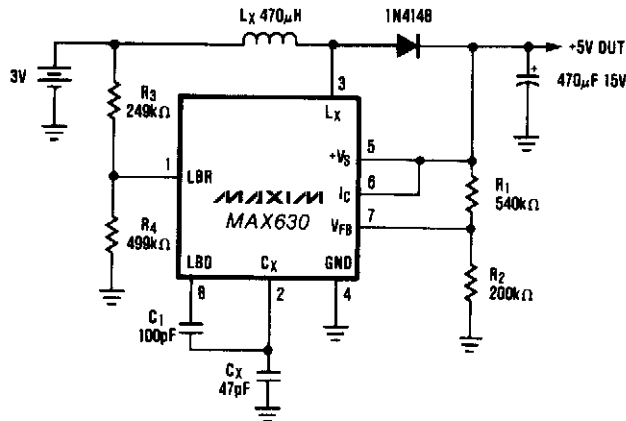 LX 470μH
1N4148
+5V OUT
3V
R3
249kΩ
3
LX
470μF 15V
+VS
5
1
LBR
IC
6
R1
540kΩ
MAXIM
MAX630
VFB
7
R4
499kΩ
LBD
CX
GND
R2
200kΩ
8
2
4
C1
100pF
CX
47pF